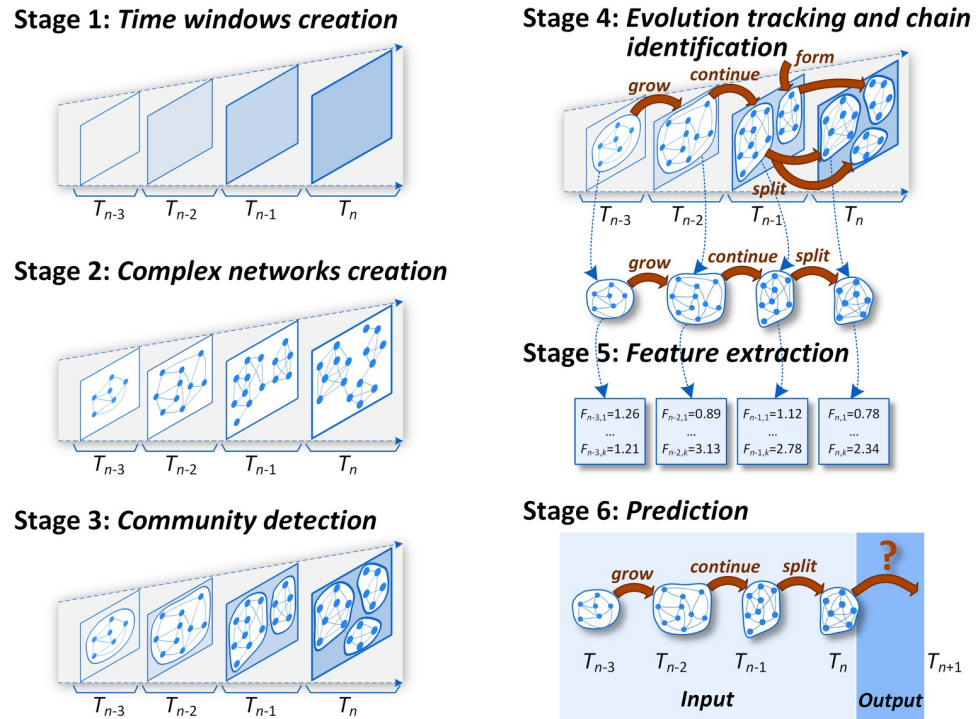 Stage 1: Time windows creation
Tn-3 Tn-2 Tn-1 Tn
Stage 2: Complex networks creation
Tn-3 Tn-2 Tn-1 Tn
Stage 3: Community detection
Tn-3 Tn-2 Tn-1 Tn
Stage 4: Evolution tracking and chain
identification
form
grow continue
split
Tn-3 Tn-2 Tn-1 Tn
grow continue split
Stage 5: Feature extraction
Fn-3,1=1.26 Fn-2,1=0.89 Fn-1,1=1.12 Fn,1=0.78
... ... ... ...
Fn-3,k=1.21 Fn-2,k=3.13 Fn-1,k=2.78 Fn,k=2.34
Stage 6: Prediction
?
grow continue split
Tn-3 Tn-2 Tn-1 Tn Tn+1
Input Output